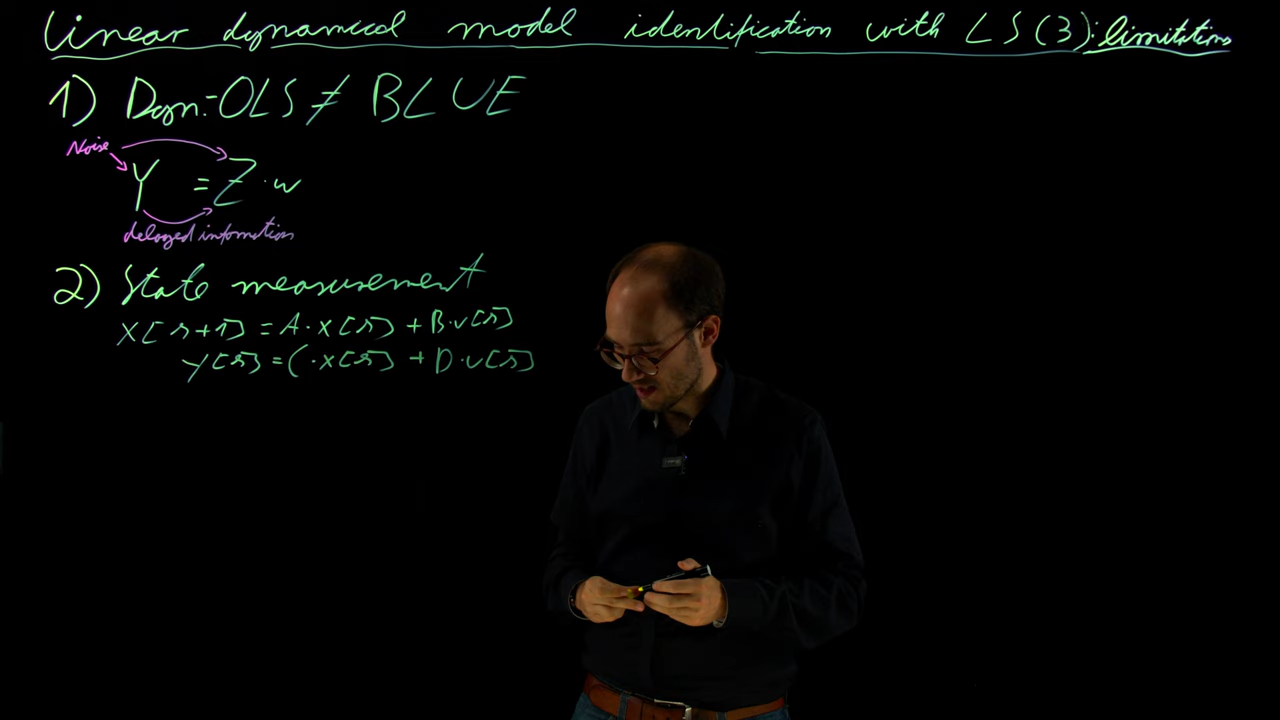 Linear dynamical model identification with LS(3): limitations
1) Dyn.-OLS ≠ BLUE
Noise
Y = Z · w
delayed information
2) State measurement
x[k+1] = A·x[k] + B·u[k]
y[k] = C·x[k] + D·u[k]